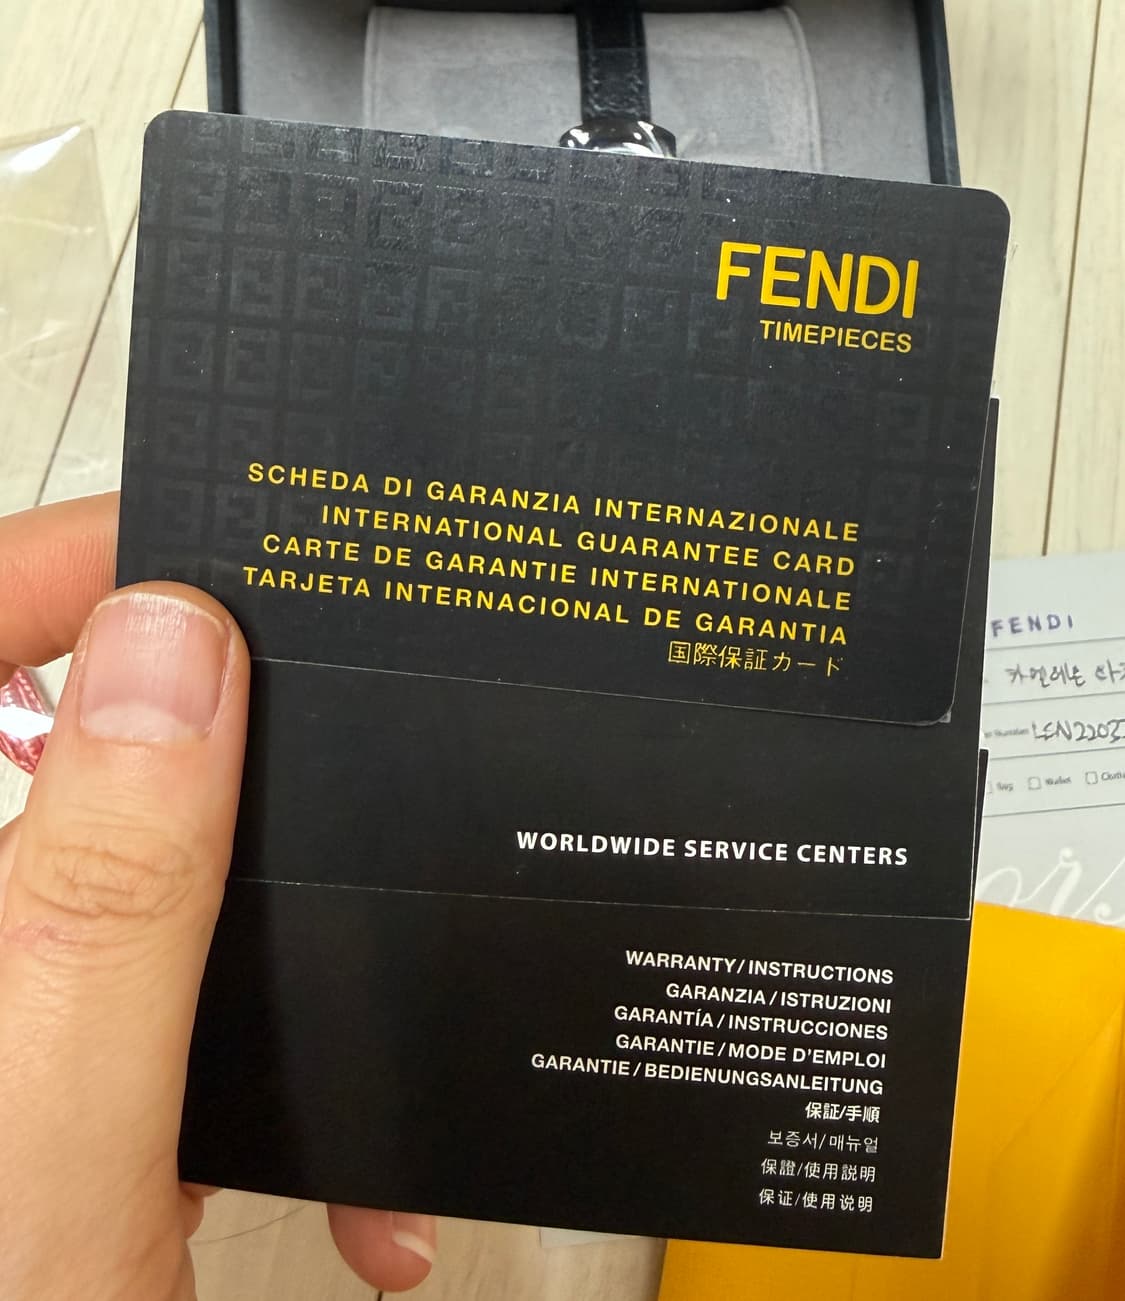 FENDI
TIMEPIECES
SCHEDA DI GARANZIA INTERNAZIONALE
INTERNATIONAL GUARANTEE CARD
CARTE DE GARANTIE INTERNATIONALE
TARJETA INTERNACIONAL DE GARANTIA
国際保証カード
WORLDWIDE SERVICE CENTERS
WARRANTY/INSTRUCTIONS
GARANZIA/ISTRUZIONI
GARANTÍA/INSTRUCCIONES
GARANTIE/MODE D'EMPLOI
GARANTIE/BEDIENUNGSANLEITUNG
保証/手順
보증서/매뉴얼
保證/使用説明
保证/使用说明
FENDI